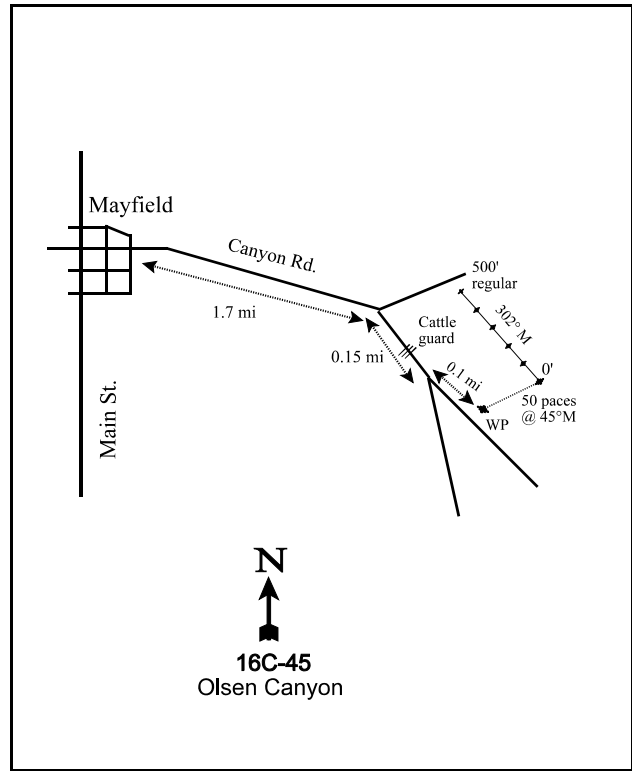 Mayfield
Canyon Rd.
500'
regular
1.7 mi
Cattle
guard
302° M
0.15 mi
0.1 mi
0'
50 paces
@ 45°M
WP
Main St.
N
16C-45
Olsen Canyon